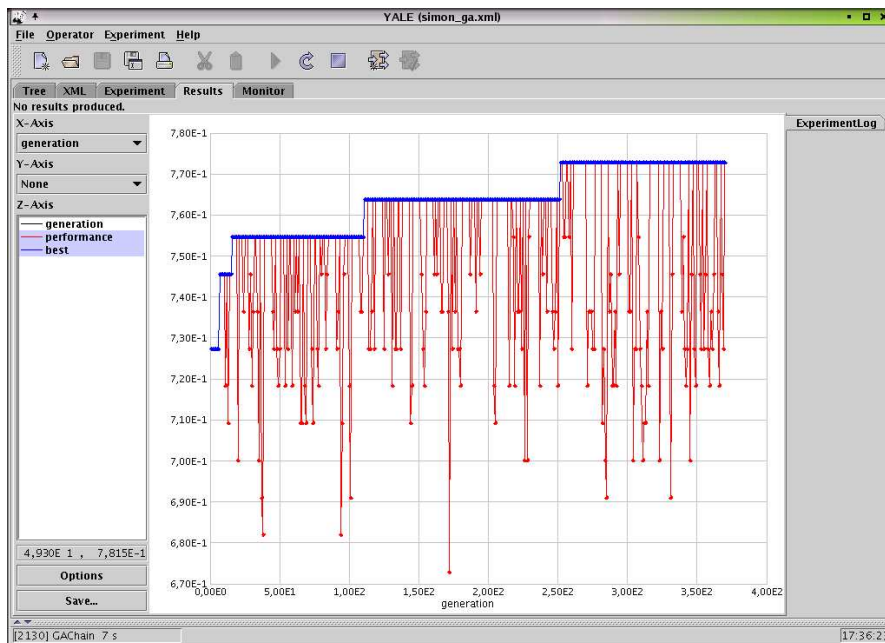 YALE (simon_ga.xml)
File Operator Experiment Help
Tree XML Experiment Results Monitor
No results produced.
X-Axis
generation
Y-Axis
None
Z-Axis
generation
performance
best
4,930E 1 , 7,815E-1
Options
Save...
7,80E-1
7,70E-1
7,60E-1
7,50E-1
7,40E-1
7,30E-1
7,20E-1
7,10E-1
7,00E-1
6,90E-1
6,80E-1
6,70E-1
0,00E0 5,00E1 1,00E2 1,50E2 2,00E2 2,50E2 3,00E2 3,50E2 4,00E2
generation
ExperimentLog
[2130] GAChain 7 s